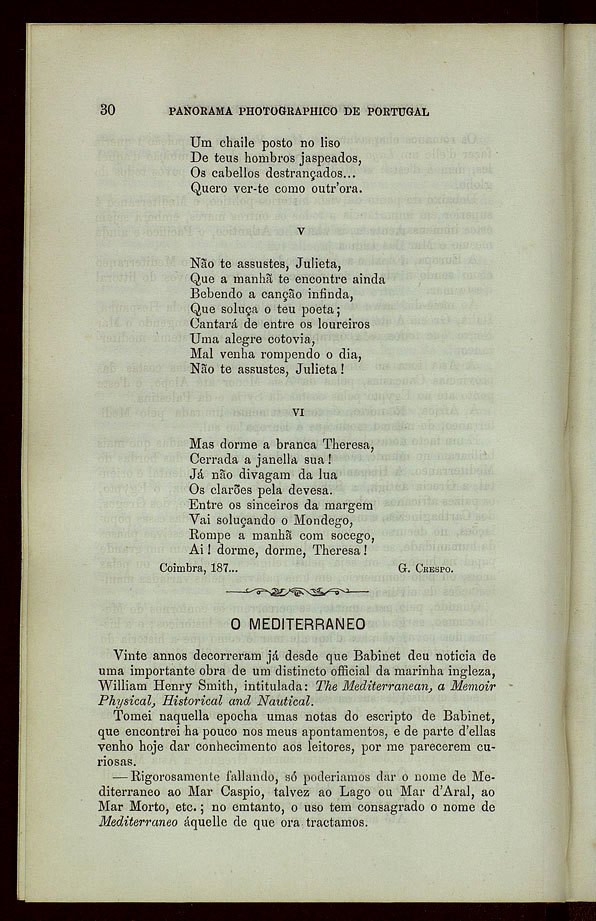 30 PANORAMA PHOTOGRAPHICO DE PORTUGAL
Um chaile posto no liso
De teus hombros jaspeados,
Os cabellos destrançados...
Quero ver-te como outr'ora.
V
Não te assustes, Julieta,
Que a manhã te encontre ainda
Bebendo a canção infinda,
Que soluça o teu poeta;
Cantará de entre os loureiros
Uma alegre cotovia,
Mal venha rompendo o dia,
Não te assustes, Julieta!
VI
Mas dorme a branca Theresa,
Cerrada a janella sua!
Já não divagam da lua
Os clarões pela devesa.
Entre os sinceiros da margem
Vai soluçando o Mondego,
Rompe a manhã com socego,
Ai! dorme, dorme, Theresa!
Coimbra, 187... G. Crespo.
O MEDITERRANEO
Vinte annos decorreram já desde que Babinet deu noticia de
uma importante obra de um distincto official da marinha ingleza,
William Henry Smith, intitulada: The Mediterranean, a Memoir
Physical, Historical and Nautical.
Tomei naquella epocha umas notas do escripto de Babinet,
que encontrei ha pouco nos meus apontamentos, e de parte d'ellas
venho hoje dar conhecimento aos leitores, por me parecerem cu-
riosas.
— Rigorosamente fallando, só poderiamos dar o nome de Me-
diterraneo ao Mar Caspio, talvez ao Lago ou Mar d'Aral, ao
Mar Morto, etc.; no emtanto, o uso tem consagrado o nome de
Mediterraneo áquelle de que ora tractamos.